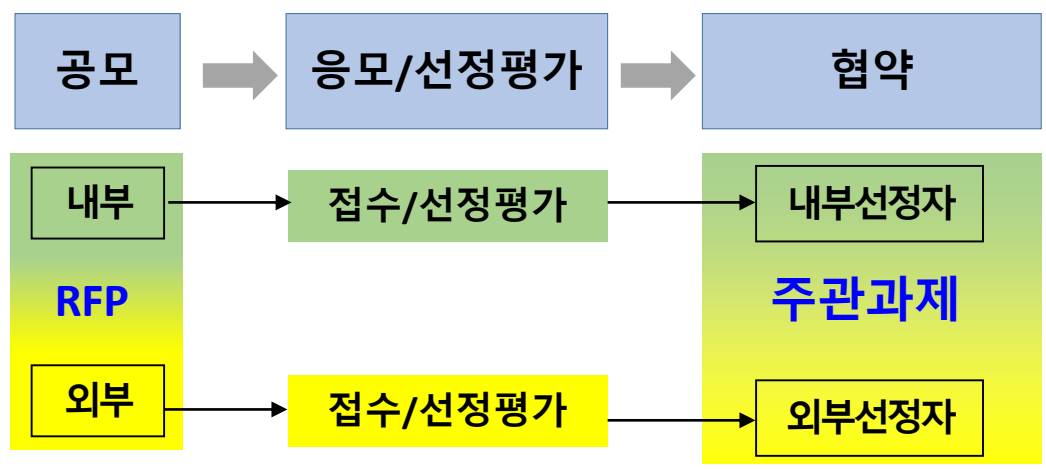 공모
응모/선정평가
협약
내부
접수/선정평가
내부선정자
RFP
주관과제
외부
접수/선정평가
외부선정자